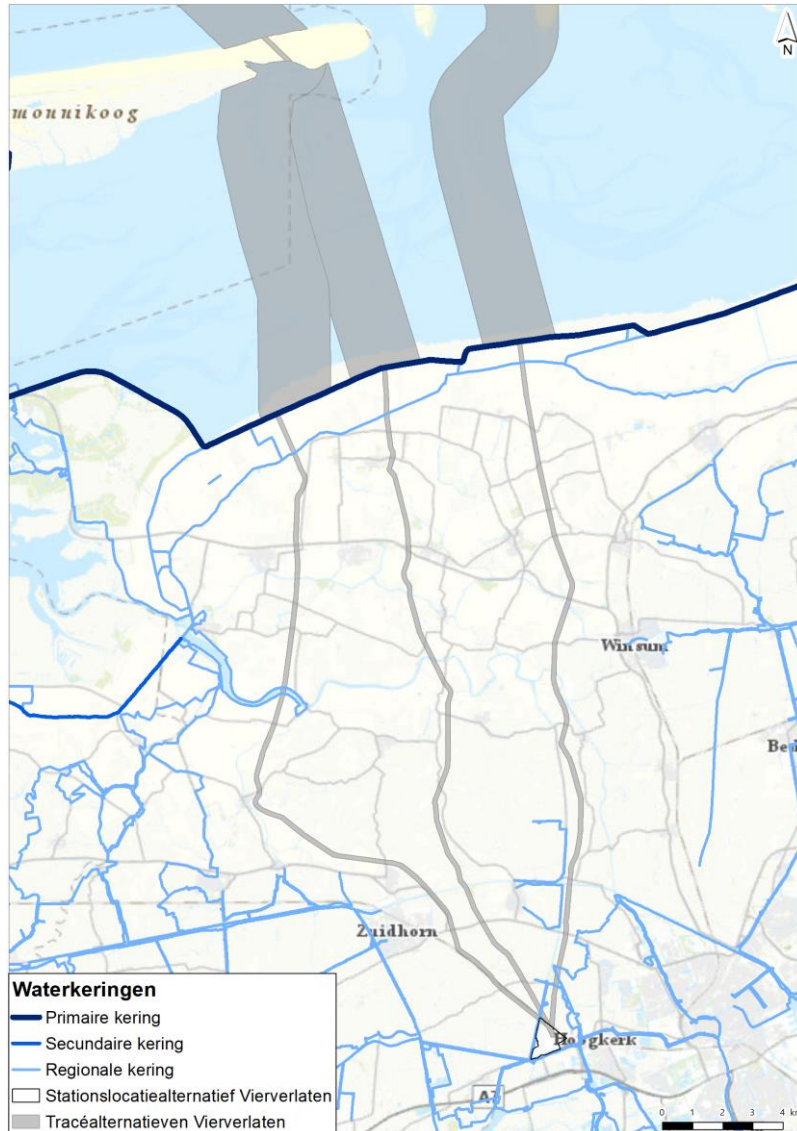 N
monnikoog
Winsum
Be
Zuidhorn
Hoogkerk
A7
Waterkeringen
Primaire kering
Secundaire kering
Regionale kering
Stationslocatiealternatief Vierverlaten
Tracéalternatieven Vierverlaten
0 1 2 3 4 km